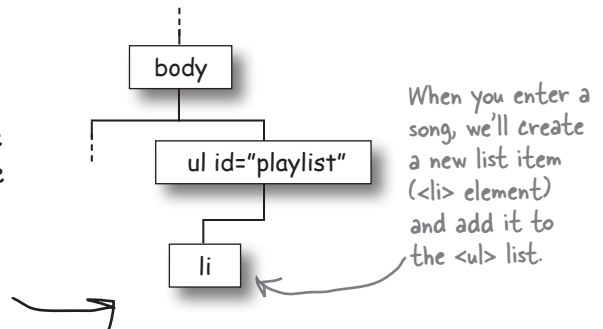 body
ul id="playlist"
li
When you enter a
song, we'll create
a new list item
(<li> element)
and add it to
the <ul> list.